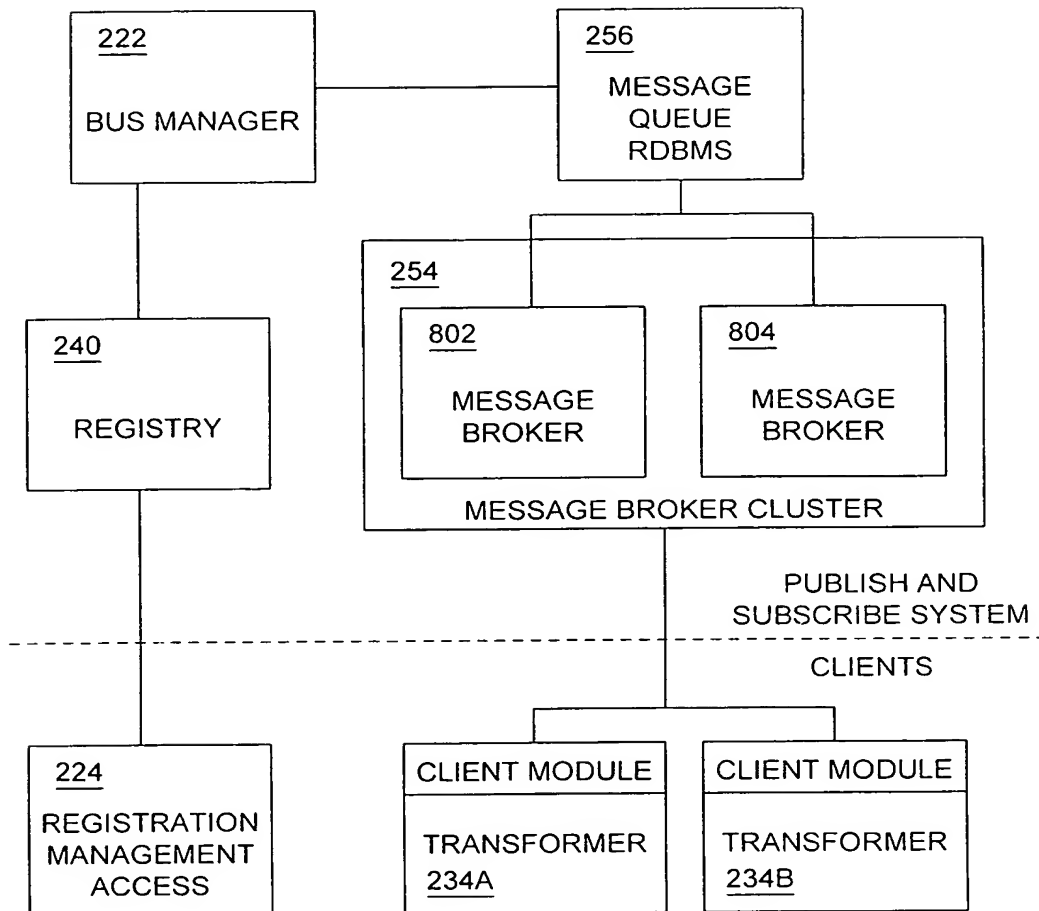 222
BUS MANAGER
256
MESSAGE
QUEUE
RDBMS
254
802
MESSAGE
BROKER
804
MESSAGE
BROKER
MESSAGE BROKER CLUSTER
240
REGISTRY
PUBLISH AND
SUBSCRIBE SYSTEM
CLIENTS
224
REGISTRATION
MANAGEMENT
ACCESS
CLIENT MODULE
TRANSFORMER
234A
CLIENT MODULE
TRANSFORMER
234B